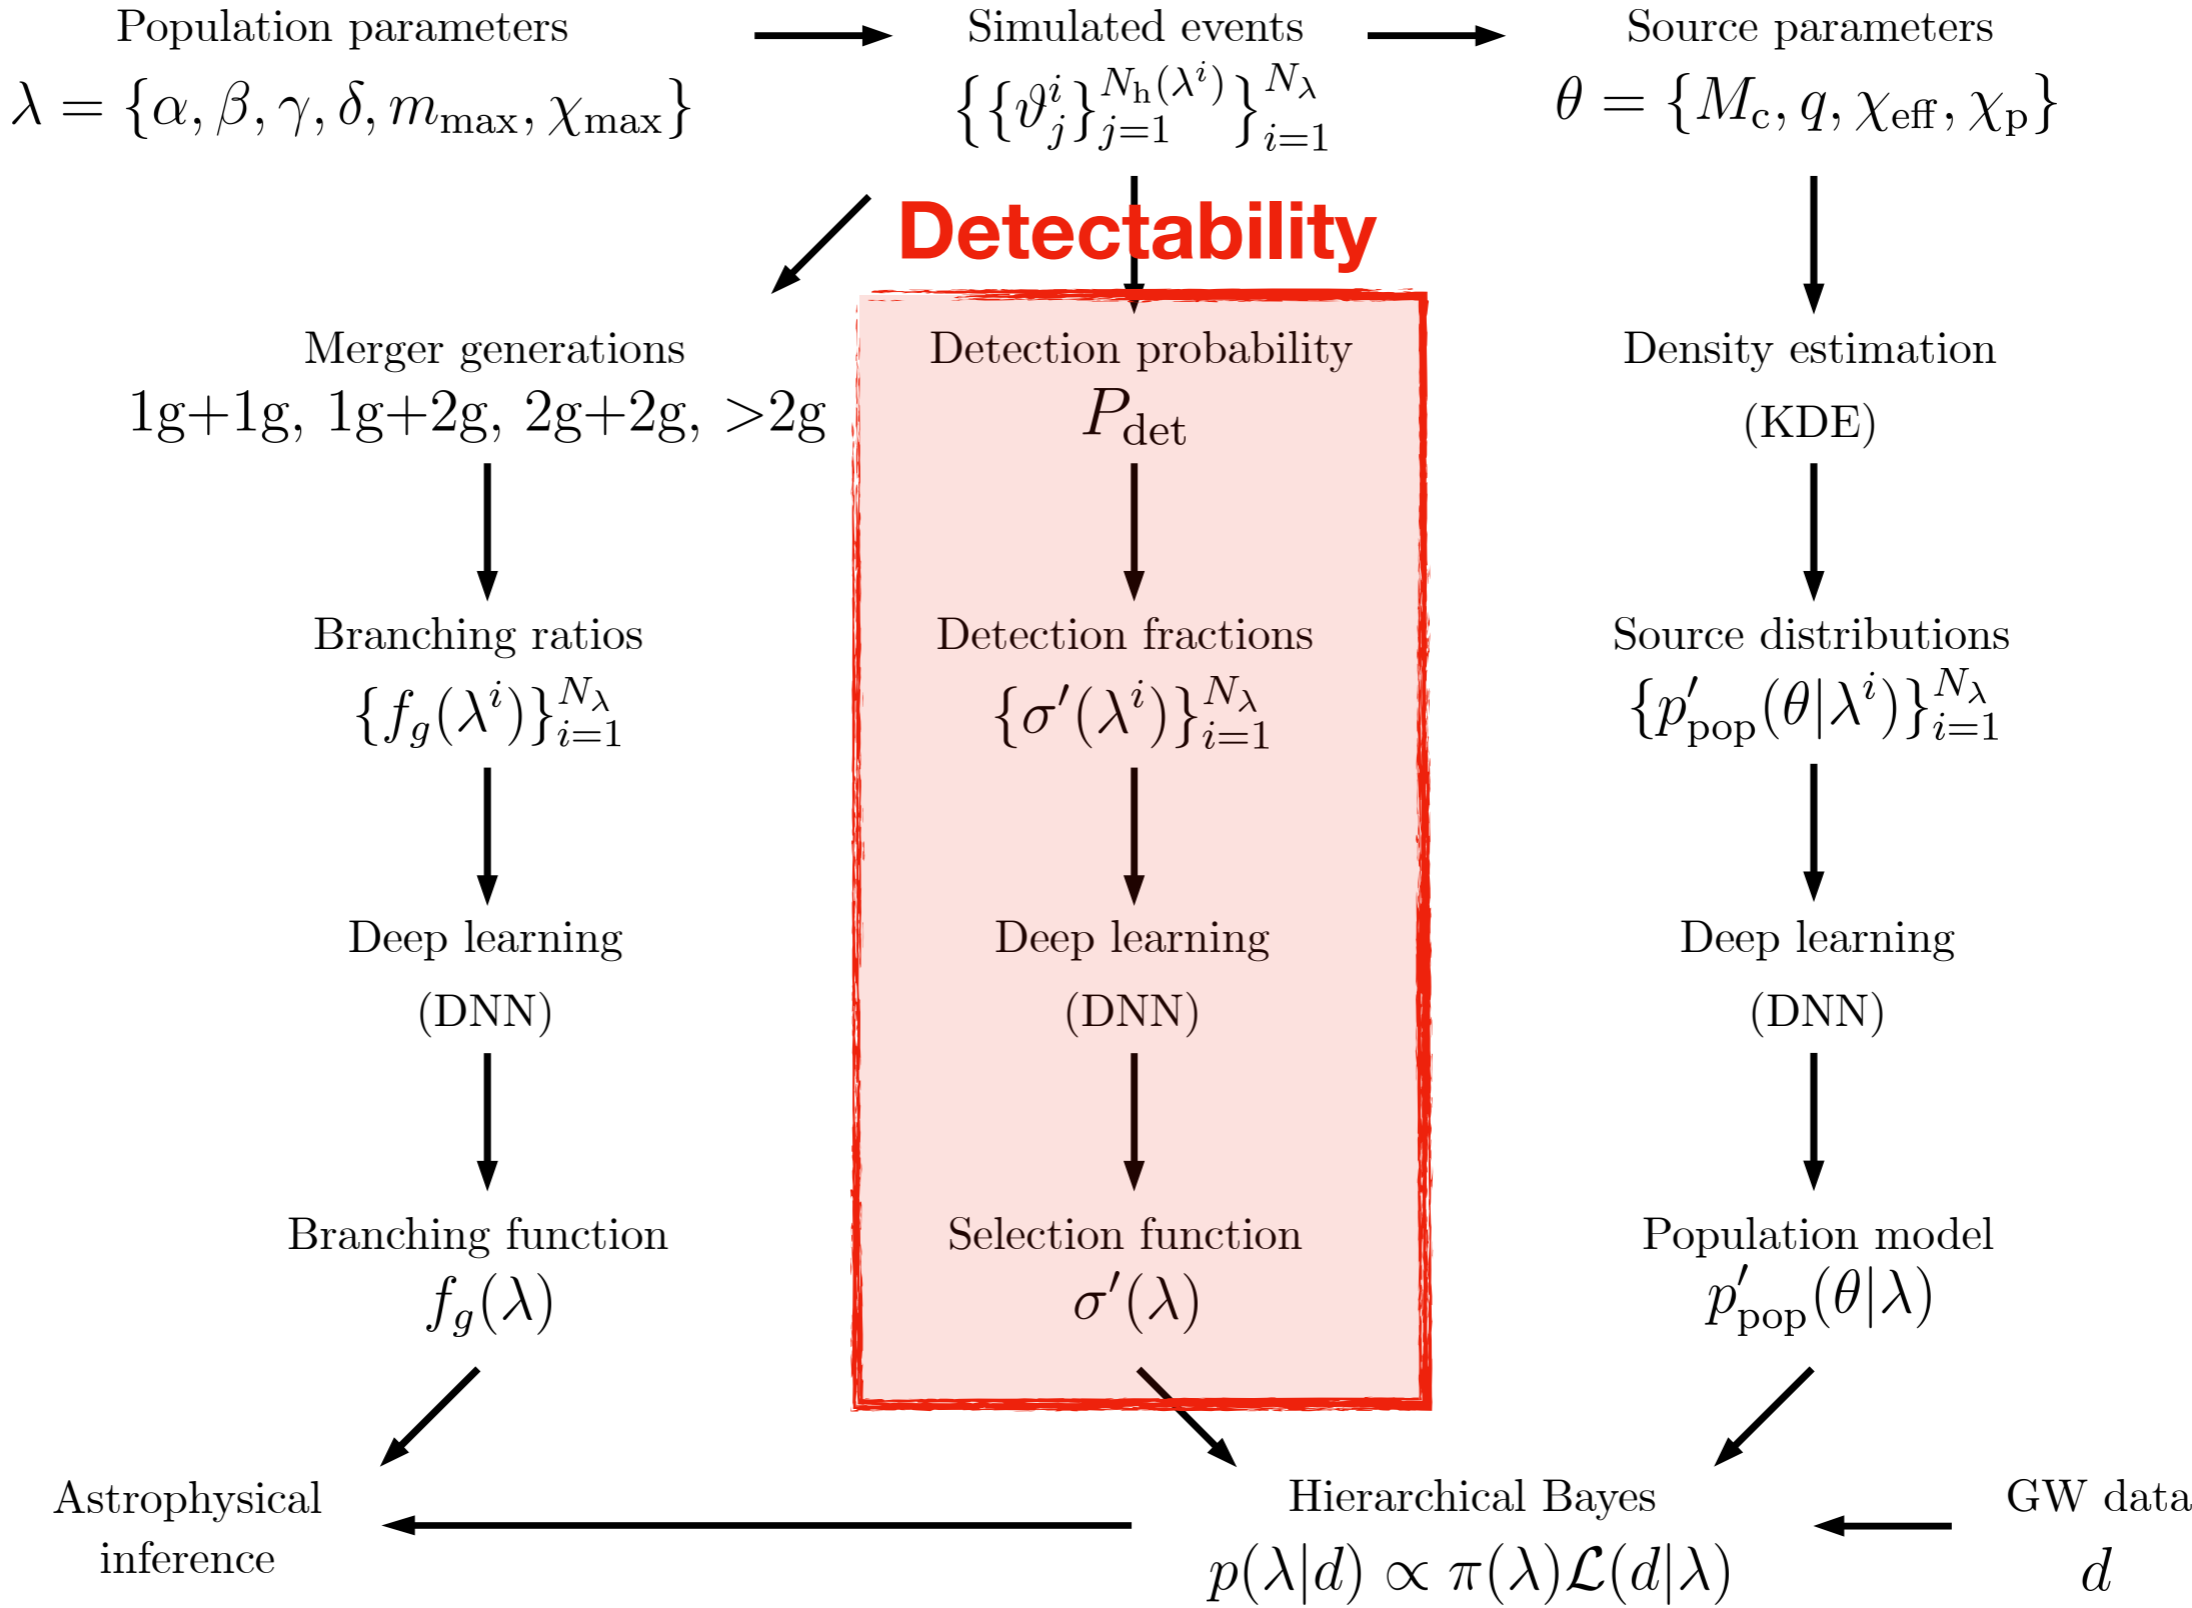 Population parameters
λ = {α, β, γ, δ, m_max, χ_max}
Simulated events
{{ϑ_j^i}_{j=1}^{N_h(λ^i)}}_{i=1}^{N_λ}
Source parameters
θ = {M_c, q, χ_eff, χ_p}
Detectability
Merger generations
1g+1g, 1g+2g, 2g+2g, >2g
Detection probability
P_det
Density estimation
(KDE)
Branching ratios
{f_g(λ^i)}_{i=1}^{N_λ}
Detection fractions
{σ′(λ^i)}_{i=1}^{N_λ}
Source distributions
{p′_pop(θ|λ^i)}_{i=1}^{N_λ}
Deep learning
(DNN)
Deep learning
(DNN)
Deep learning
(DNN)
Branching function
f_g(λ)
Selection function
σ′(λ)
Population model
p′_pop(θ|λ)
Astrophysical
inference
Hierarchical Bayes
p(λ|d) ∝ π(λ)ℒ(d|λ)
GW data
d